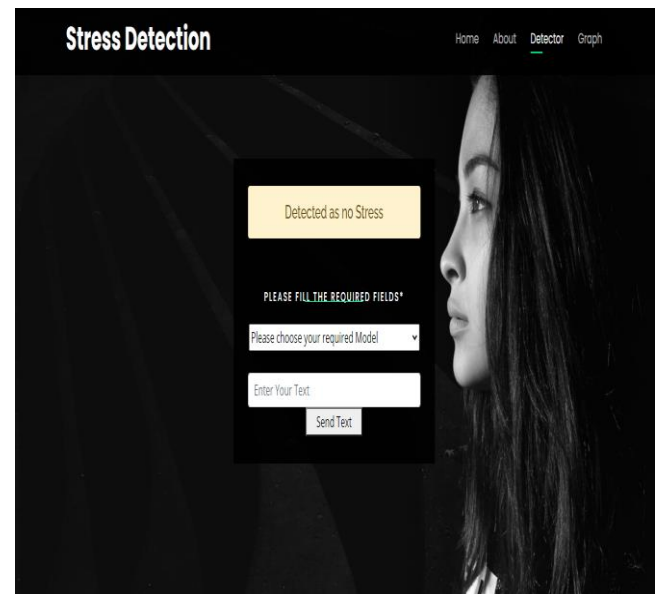 Stress Detection
Home About Detector Graph
Detected as no Stress
PLEASE FILL THE REQUIRED FIELDS*
Please choose your required Model
Enter Your Text
Send Text